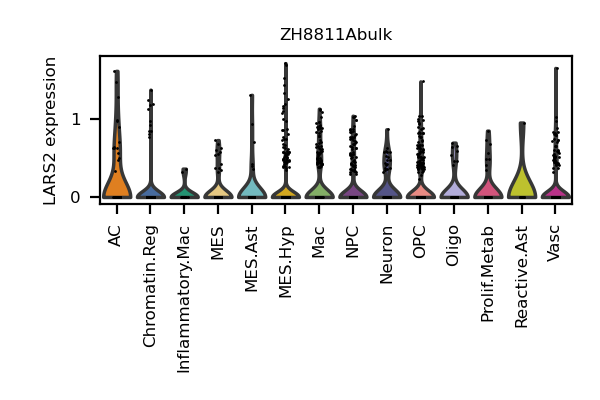 ZH8811Abulk
LARS2 expression
1
0
AC
Chromatin.Reg
Inflammatory.Mac
MES
MES.Ast
MES.Hyp
Mac
NPC
Neuron
OPC
Oligo
Prolif.Metab
Reactive.Ast
Vasc